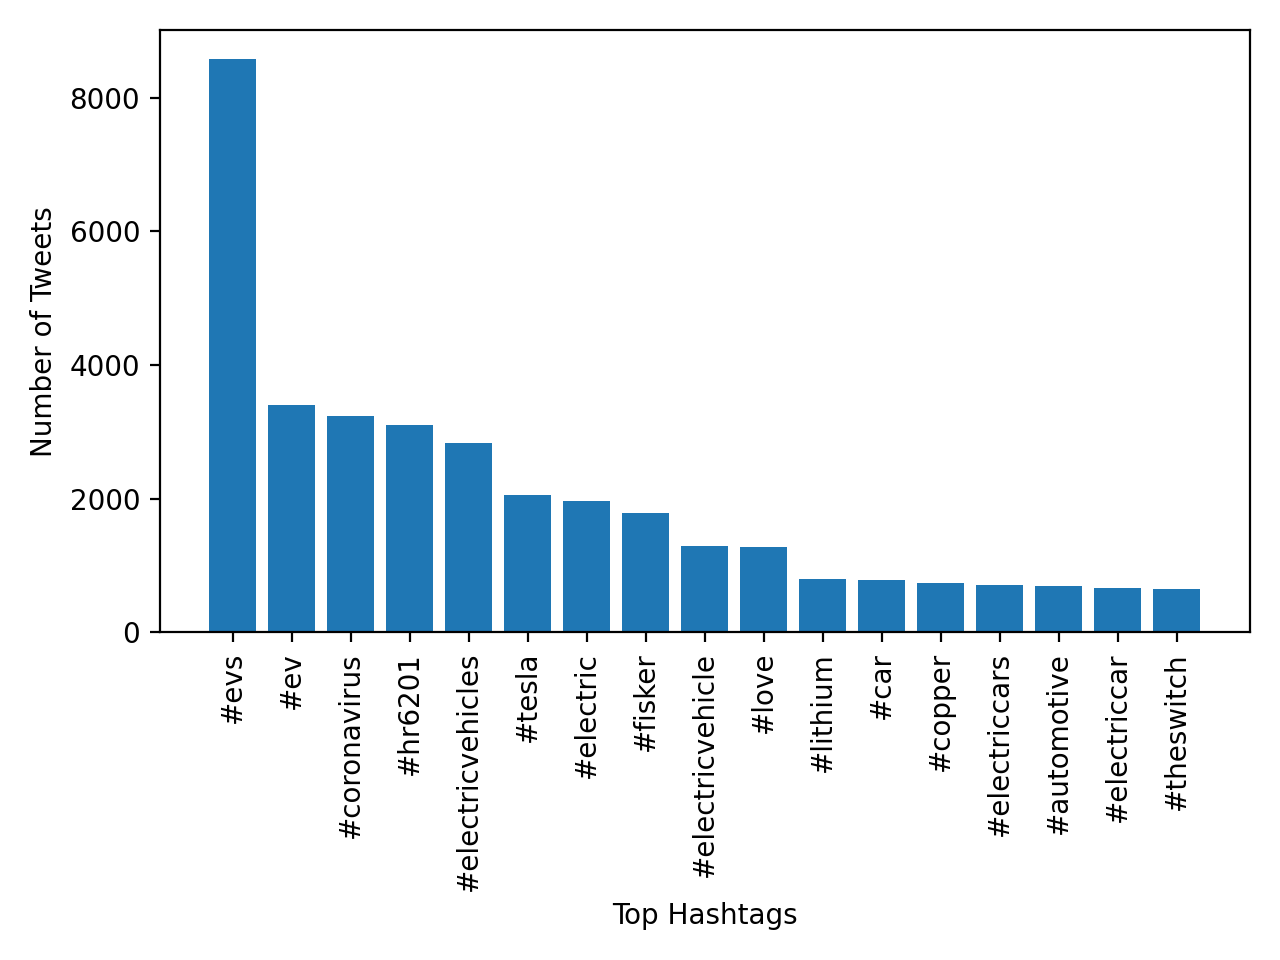 8000
6000
4000
2000
0
Number of Tweets
#evs
#ev
#coronavirus
#hr6201
#electricvehicles
#tesla
#electric
#fisker
#electricvehicle
#love
#lithium
#car
#copper
#electriccars
#automotive
#electriccar
#theswitch
Top Hashtags